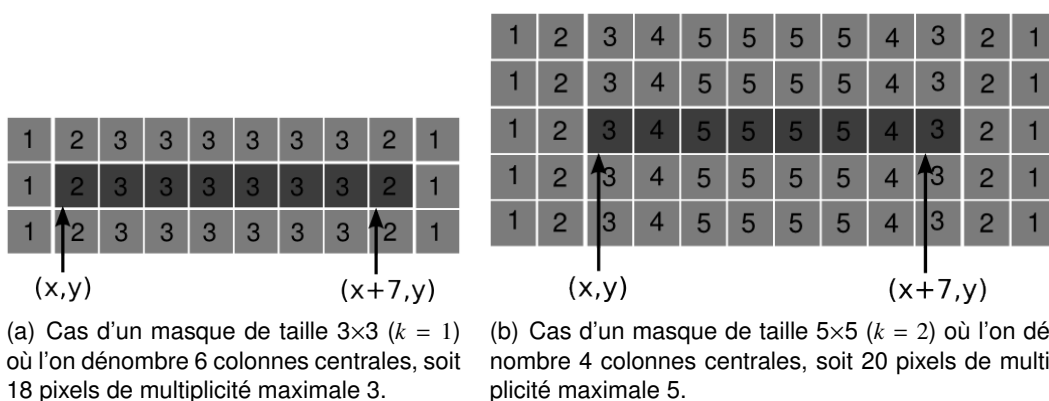 1 2 3 4 5 5 5 5 4 3 2 1
1 2 3 4 5 5 5 5 4 3 2 1
1 2 3 4 5 5 5 5 4 3 2 1
1 2 3 4 5 5 5 5 4 3 2 1
1 2 3 4 5 5 5 5 4 3 2 1
1 2 3 3 3 3 3 3 2 1
1 2 3 3 3 3 3 3 2 1
1 2 3 3 3 3 3 3 2 1
(x,y) (x+7,y)
(x,y) (x+7,y)
(a) Cas d'un masque de taille 3×3 (k = 1)
où l'on dénombre 6 colonnes centrales, soit
18 pixels de multiplicité maximale 3.
(b) Cas d'un masque de taille 5×5 (k = 2) où l'on dé
nombre 4 colonnes centrales, soit 20 pixels de multi
plicité maximale 5.